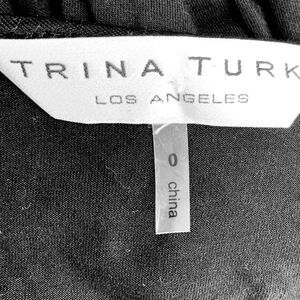 TRINA TURK
LOS ANGELES
0
china